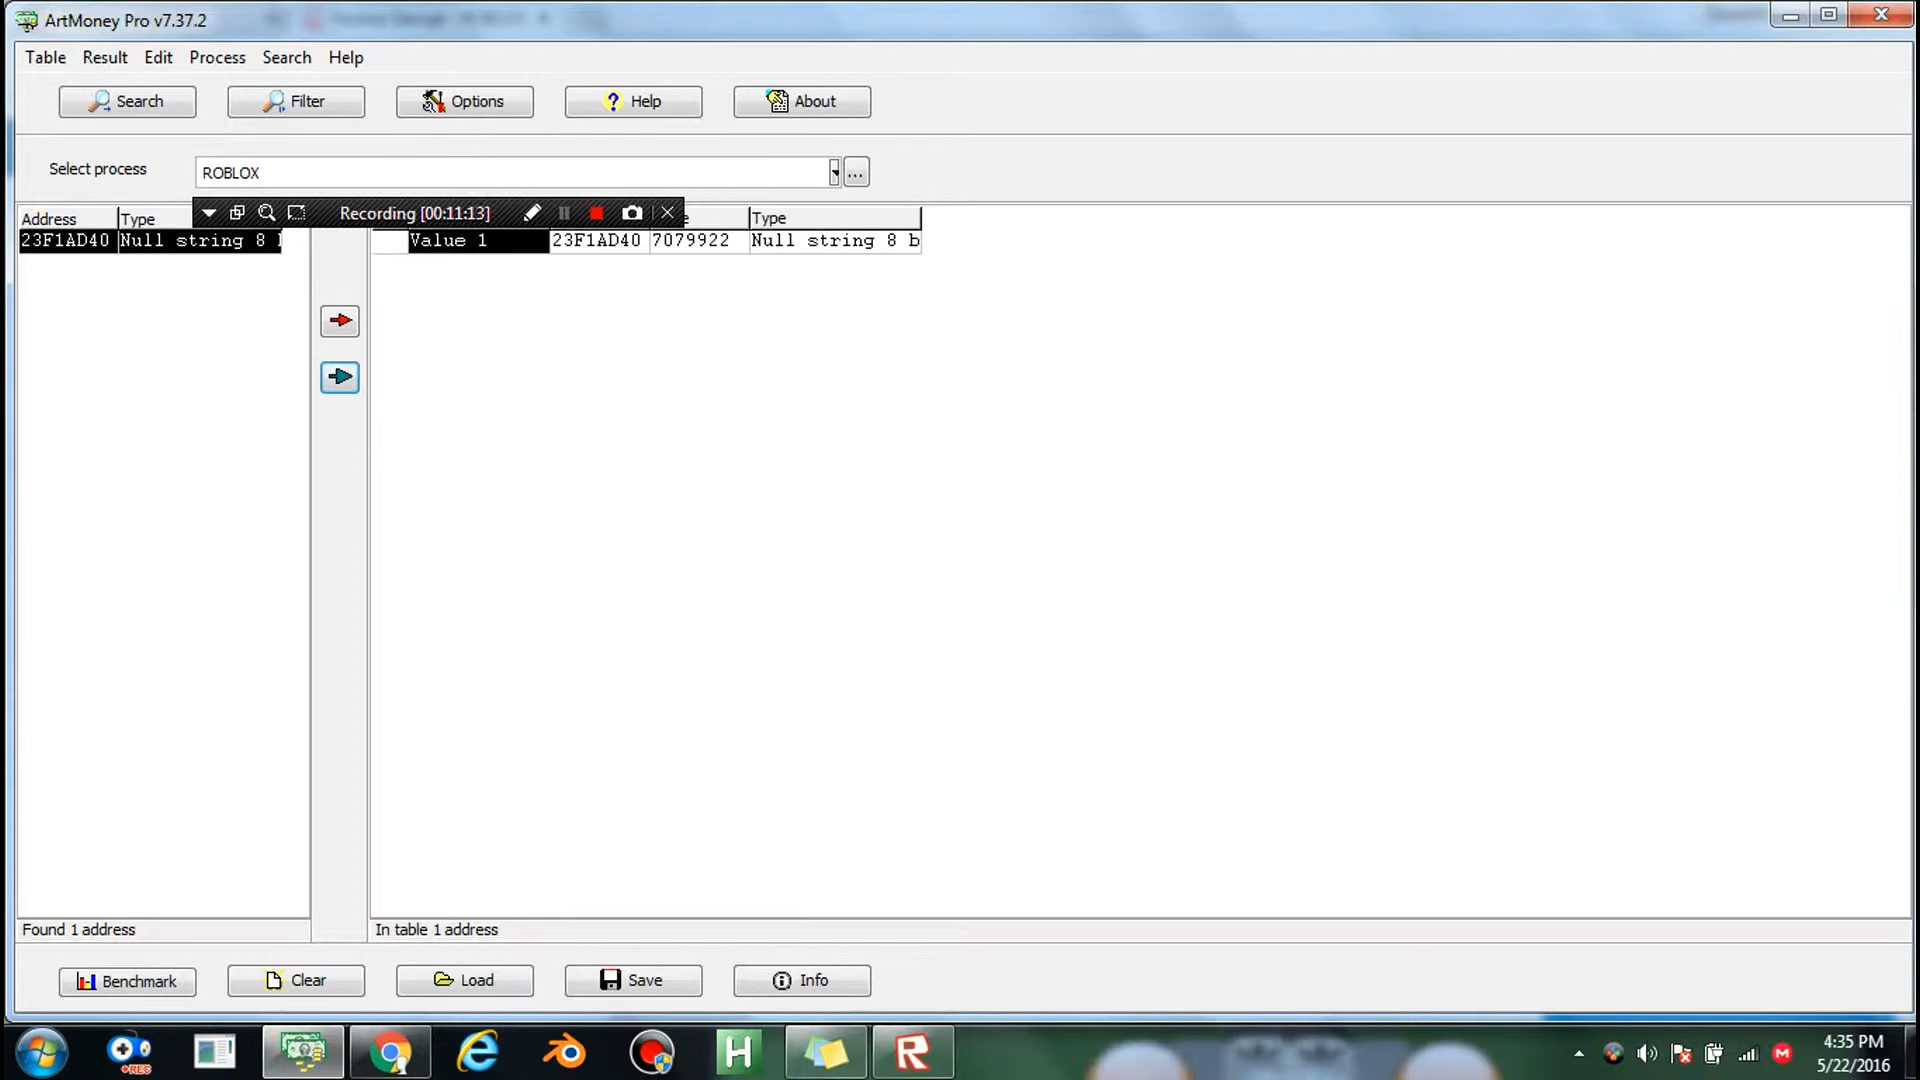 ArtMoney Pro v7.37.2
Table Result Edit Process Search Help
Search Filter Options Help About
Select process ROBLOX ...
Recording [00:11:13]
Address Type e Type
23F1AD40 Null string 8 Value 1 23F1AD40 7079922 Null string 8 b
Found 1 address In table 1 address
Benchmark Clear Load Save Info
REC
4:35 PM
5/22/2016